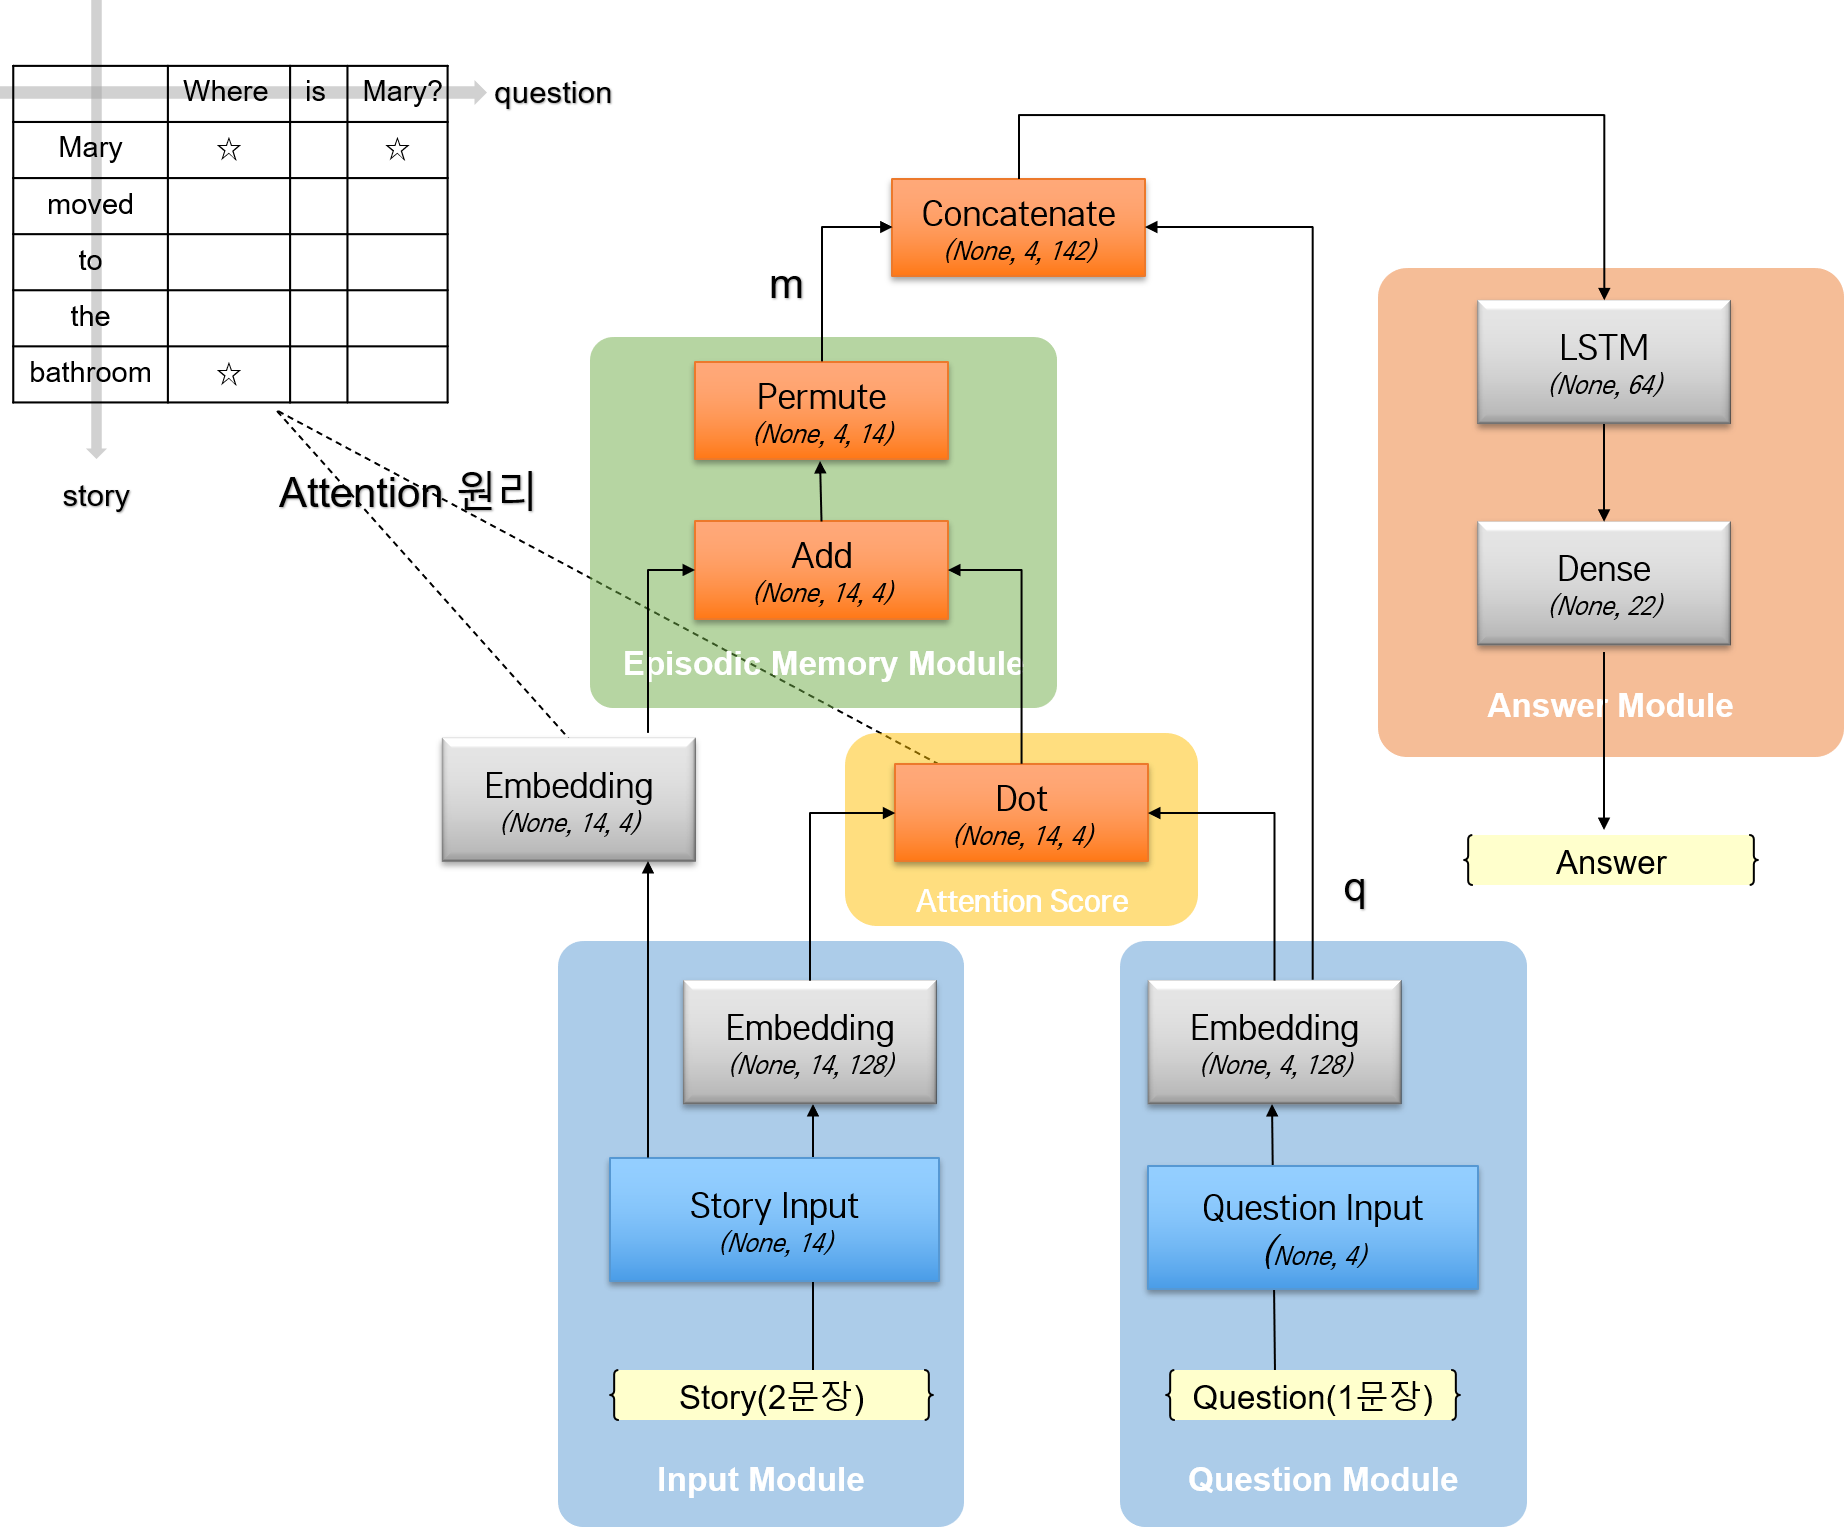 Where is Mary?
question
Mary ☆ ☆
moved
to
the
bathroom ☆
story
Attention 원리
Concatenate
(None, 4, 142)
m
Permute
(None, 4, 14)
Add
(None, 14, 4)
Episodic Memory Module
LSTM
(None, 64)
Dense
(None, 22)
Answer Module
Answer
Embedding
(None, 14, 4)
Dot
(None, 14, 4)
Attention Score
q
Embedding
(None, 14, 128)
Story Input
(None, 14)
Story(2문장)
Input Module
Embedding
(None, 4, 128)
Question Input
(None, 4)
Question(1문장)
Question Module